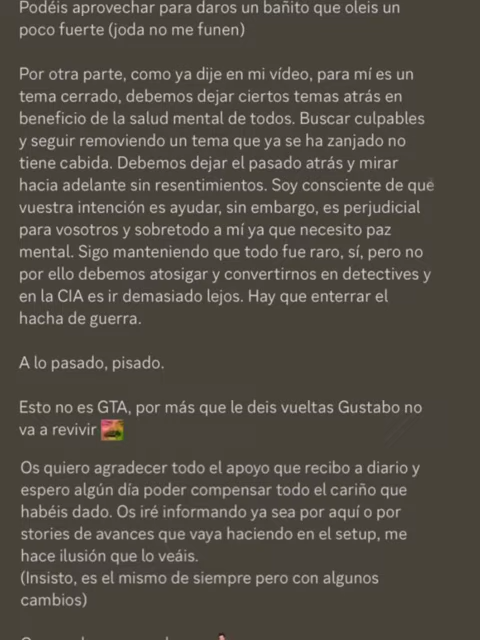 Podéis aprovechar para daros un bañito que oleis un
poco fuerte (joda no me funen)
Por otra parte, como ya dije en mi vídeo, para mí es un
tema cerrado, debemos dejar ciertos temas atrás en
beneficio de la salud mental de todos. Buscar culpables
y seguir removiendo un tema que ya se ha zanjado no
tiene cabida. Debemos dejar el pasado atrás y mirar
hacia adelante sin resentimientos. Soy consciente de que
vuestra intención es ayudar, sin embargo, es perjudicial
para vosotros y sobretodo a mí ya que necesito paz
mental. Sigo manteniendo que todo fue raro, sí, pero no
por ello debemos atosigar y convertirnos en detectives y
en la CIA es ir demasiado lejos. Hay que enterrar el
hacha de guerra.
A lo pasado, pisado.
Esto no es GTA, por más que le deis vueltas Gustabo no
va a revivir
Os quiero agradecer todo el apoyo que recibo a diario y
espero algún día poder compensar todo el cariño que
habéis dado. Os iré informando ya sea por aquí o por
stories de avances que vaya haciendo en el setup, me
hace ilusión que lo veáis.
(Insisto, es el mismo de siempre pero con algunos
cambios)